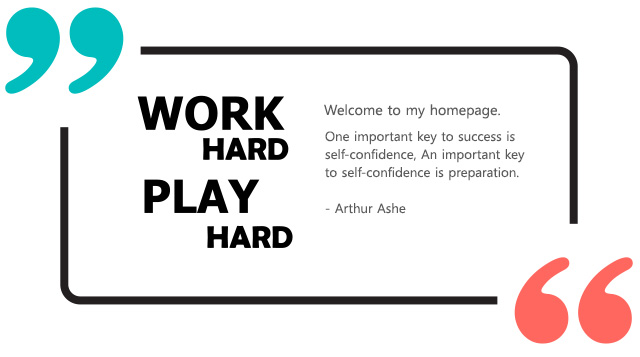 WORK
HARD
PLAY
HARD
Welcome to my homepage.
One important key to success is
self-confidence, An important key
to self-confidence is preparation.
- Arthur Ashe